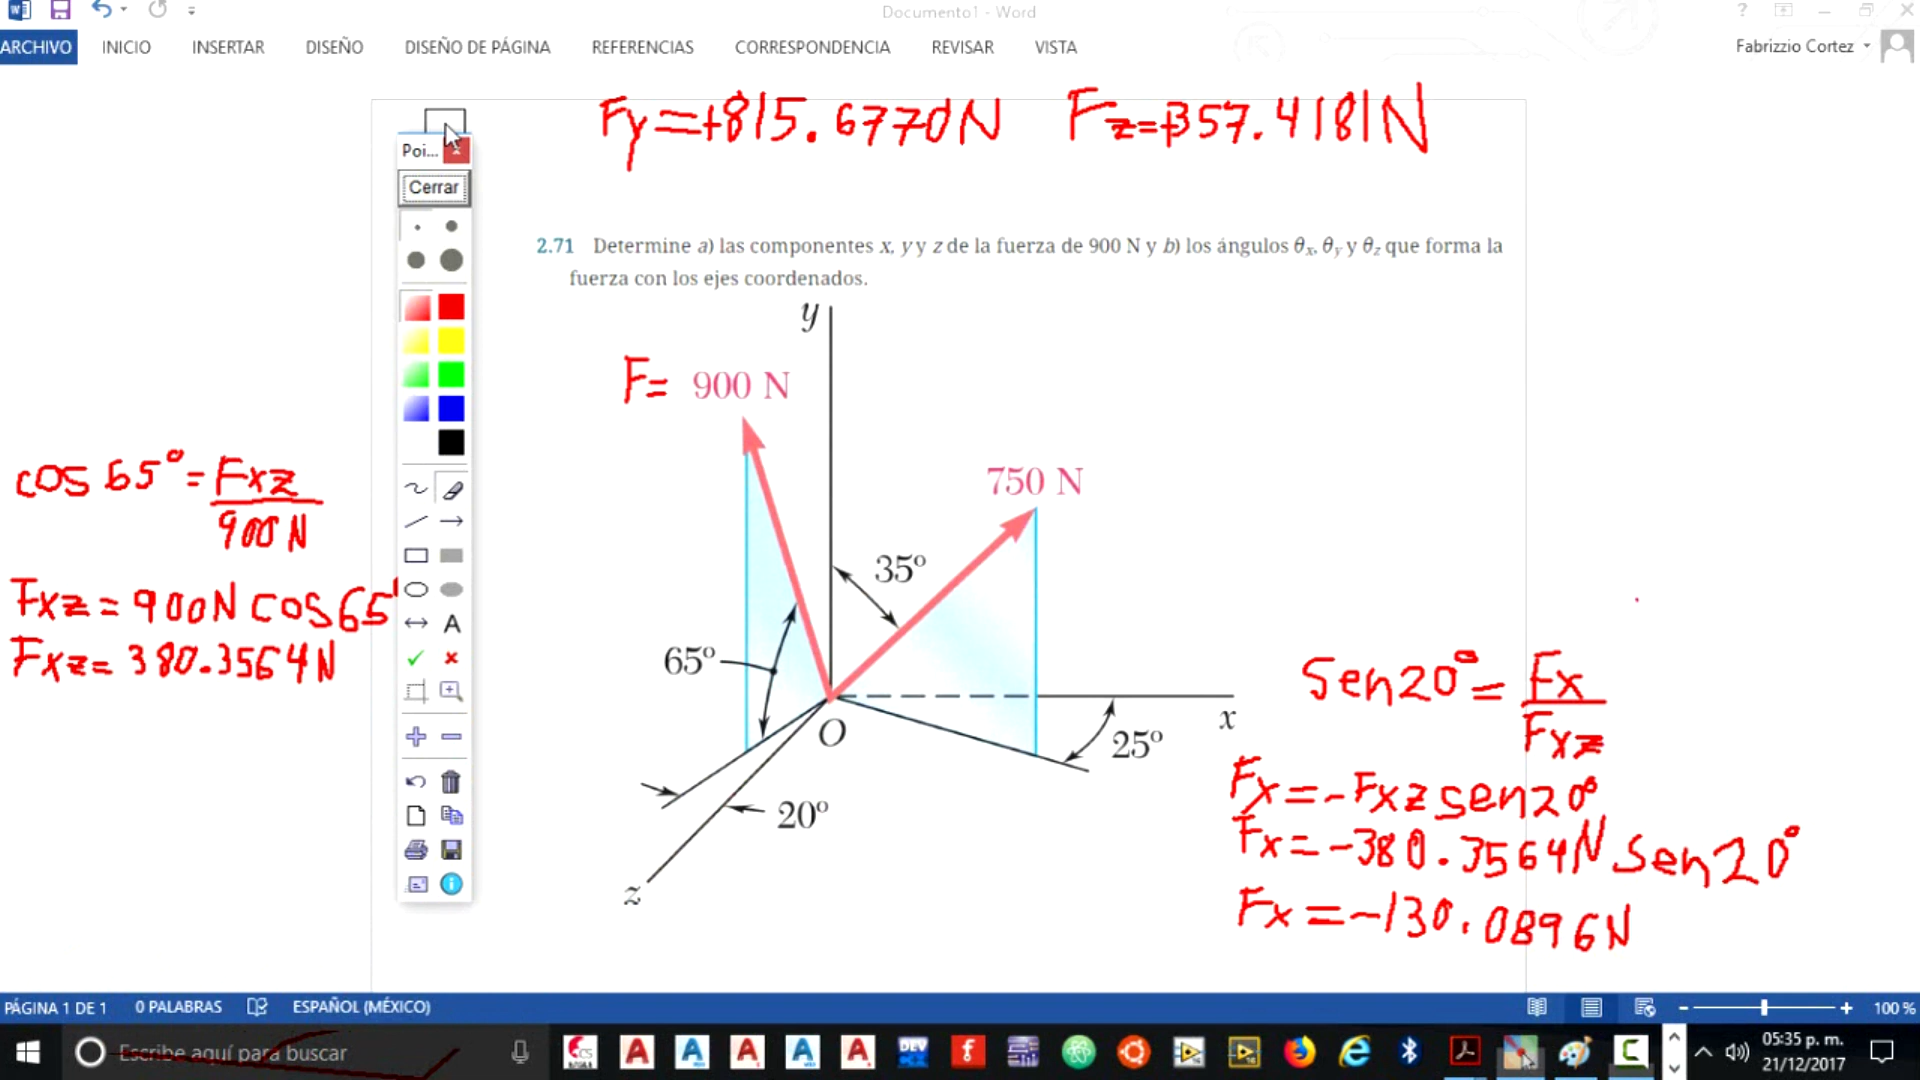 Documento1 - Word
?
ARCHIVO INICIO INSERTAR DISEÑO DISEÑO DE PÁGINA REFERENCIAS CORRESPONDENCIA REVISAR VISTA Fabrizzio Cortez
Fy=+815.6770N Fz=+357.4181N
Poi...
Cerrar
2.71 Determine a) las componentes x, y y z de la fuerza de 900 N y b) los ángulos θx, θy y θz que forma la
fuerza con los ejes coordenados.
y
F= 900 N
750 N
cos 65° = Fxz
900N
35°
Fxz = 900N cos 65°
Fxz = 380.3564N
A
65°
Sen20° = Fx
Fxz
O
x
25°
20°
z
Fx = -Fxz sen20°
Fx = -380.3564N Sen20°
Fx = -130.0896N
PÁGINA 1 DE 1 0 PALABRAS ESPAÑOL (MÉXICO) 100 %
Escribe aquí para buscar
DEV
05:35 p. m.
21/12/2017